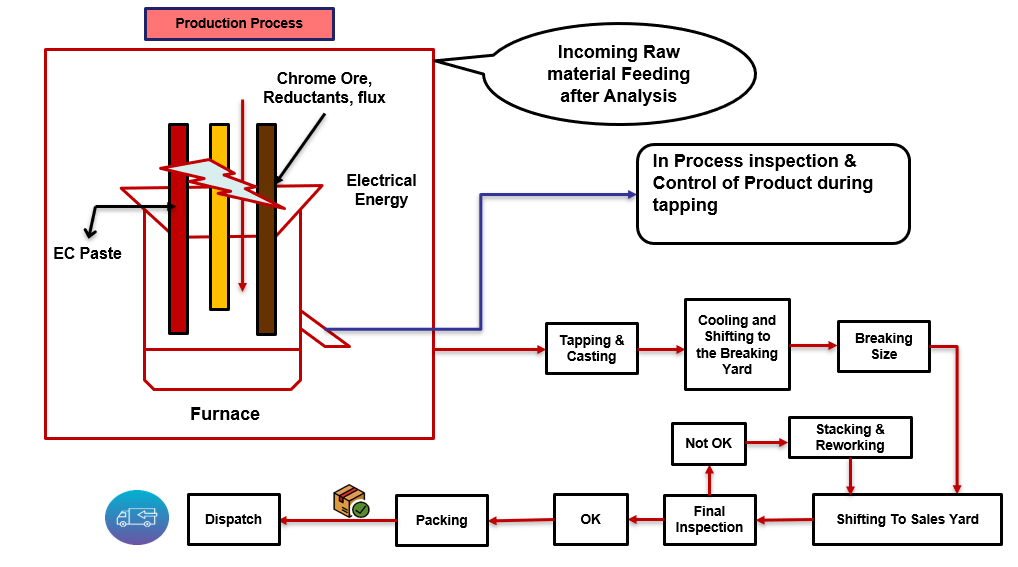 Production Process
Incoming Raw
material Feeding
after Analysis
Chrome Ore,
Reductants, flux
Electrical
Energy
In Process inspection &
Control of Product during
tapping
EC Paste
Furnace
Tapping &
Casting
Cooling and
Shifting to
the Breaking
Yard
Breaking
Size
Not OK
Stacking &
Reworking
Dispatch
Packing
OK
Final
Inspection
Shifting To Sales Yard